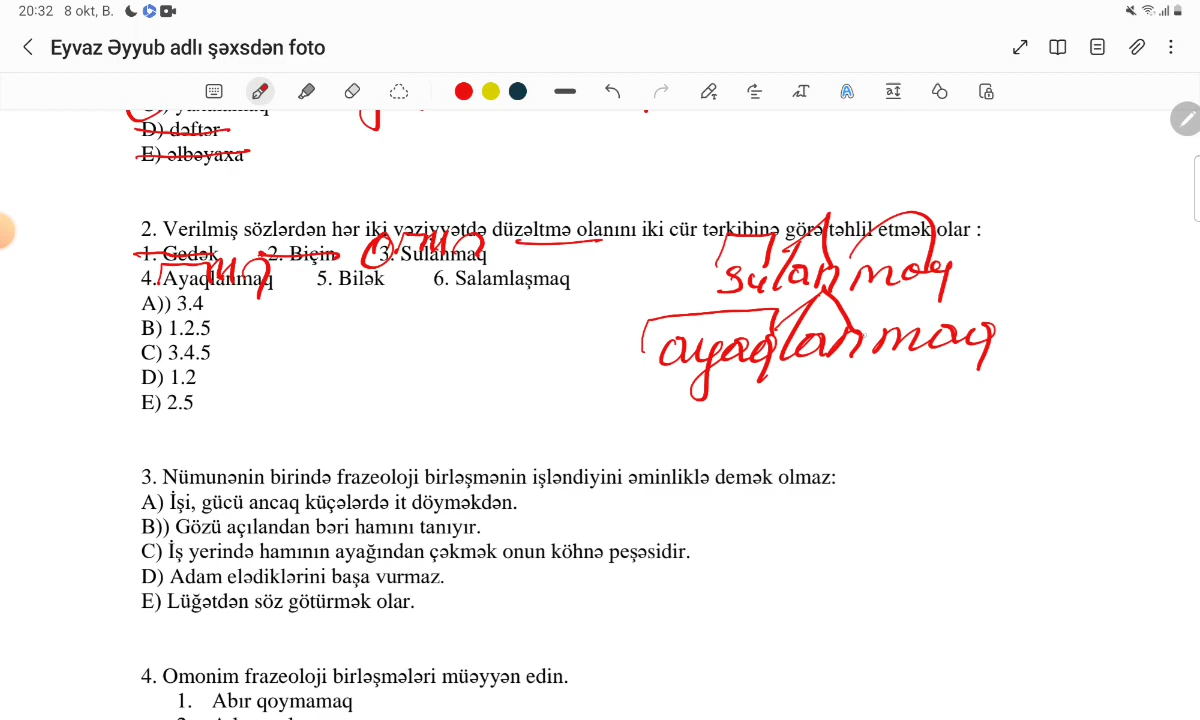 20:32 8 okt, B.
Eyvaz Əyyub adlı şəxsdən foto
D) dəftər
E) əlbəyaxa
2. Verilmiş sözlərdən hər iki vəziyyətdə düzəltmə olanını iki cür tərkibinə görə təhlil etmək olar :
1. Gedək 2. Biçin 3. Sulanmaq
4. Ayaqlanmaq 5. Bilək 6. Salamlaşmaq
A)) 3.4
B) 1.2.5
C) 3.4.5
D) 1.2
E) 2.5
sulanmaq
ayaqlanmaq
3. Nümunənin birində frazeoloji birləşmənin işləndiyini əminliklə demək olmaz:
A) İşi, gücü ancaq küçələrdə it döyməkdən.
B)) Gözü açılandan bəri hamını tanıyır.
C) İş yerində hamının ayağından çəkmək onun köhnə peşəsidir.
D) Adam elədiklərini başa vurmaz.
E) Lüğətdən söz götürmək olar.
4. Omonim frazeoloji birləşmələri müəyyən edin.
1. Abır qoymamaq